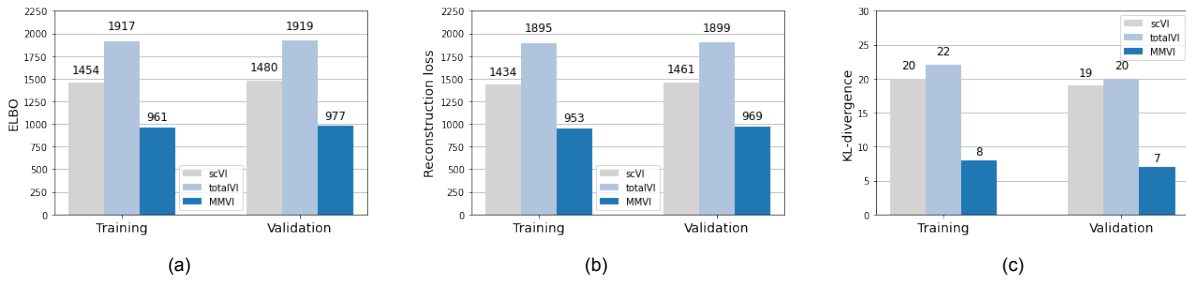 2250
2000
1750
1500
1250
1000
750
500
250
0
ELBO
1454
1917
961
1480
1919
977
scVI
totalVI
MMVI
Training
Validation
(a)
2250
2000
1750
1500
1250
1000
750
500
250
0
Reconstruction loss
1434
1895
953
1461
1899
969
scVI
totalVI
MMVI
Training
Validation
(b)
30
25
20
15
10
5
0
KL-divergence
20
22
8
19
20
7
scVI
totalVI
MMVI
Training
Validation
(c)